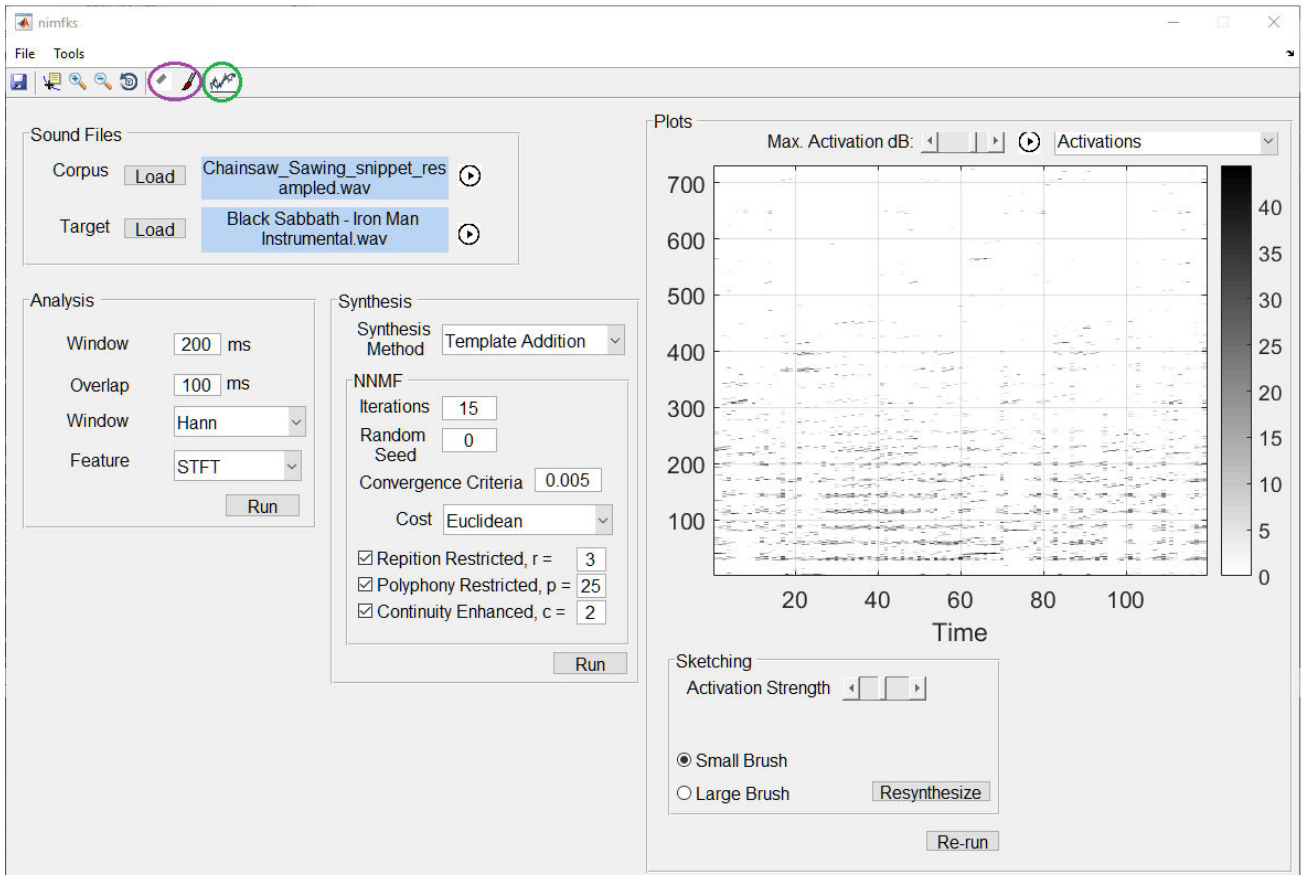 nimfks
File Tools
Sound Files
Corpus Load Chainsaw_Sawing_snippet_res
ampled.wav
Target Load Black Sabbath - Iron Man
Instrumental.wav
Analysis
Window 200 ms
Overlap 100 ms
Window Hann
Feature STFT
Run
Synthesis
Synthesis
Method Template Addition
NNMF
Iterations 15
Random
Seed 0
Convergence Criteria 0.005
Cost Euclidean
Repition Restricted, r = 3
Polyphony Restricted, p = 25
Continuity Enhanced, c = 2
Run
Plots
Max. Activation dB: Activations
700
600
500
400
300
200
100
20 40 60 80 100
Time
40
35
30
25
20
15
10
5
0
Sketching
Activation Strength
Small Brush
Large Brush Resynthesize
Re-run